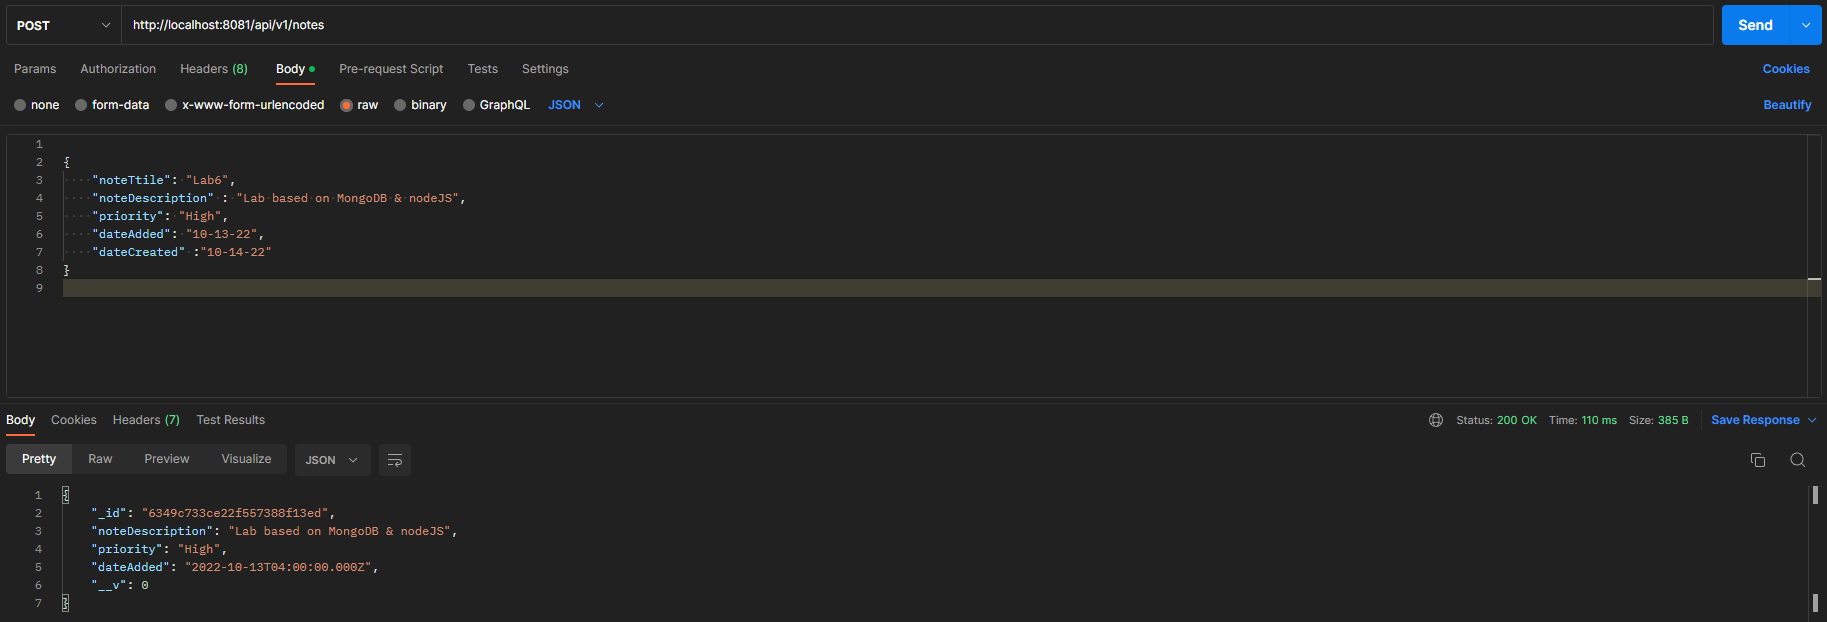 POST http://localhost:8081/api/v1/notes Send
Params Authorization Headers (8) Body Pre-request Script Tests Settings Cookies
none form-data x-www-form-urlencoded raw binary GraphQL JSON Beautify
1
2 {
3 "noteTtile": "Lab6",
4 "noteDescription" : "Lab based on MongoDB & nodeJS",
5 "priority": "High",
6 "dateAdded": "10-13-22",
7 "dateCreated" :"10-14-22"
8 }
9
Body Cookies Headers (7) Test Results Status: 200 OK Time: 110 ms Size: 385 B Save Response
Pretty Raw Preview Visualize JSON
1 {
2 "_id": "6349c733ce22f557388f13ed",
3 "noteDescription": "Lab based on MongoDB & nodeJS",
4 "priority": "High",
5 "dateAdded": "2022-10-13T04:00:00.000Z",
6 "__v": 0
7 }